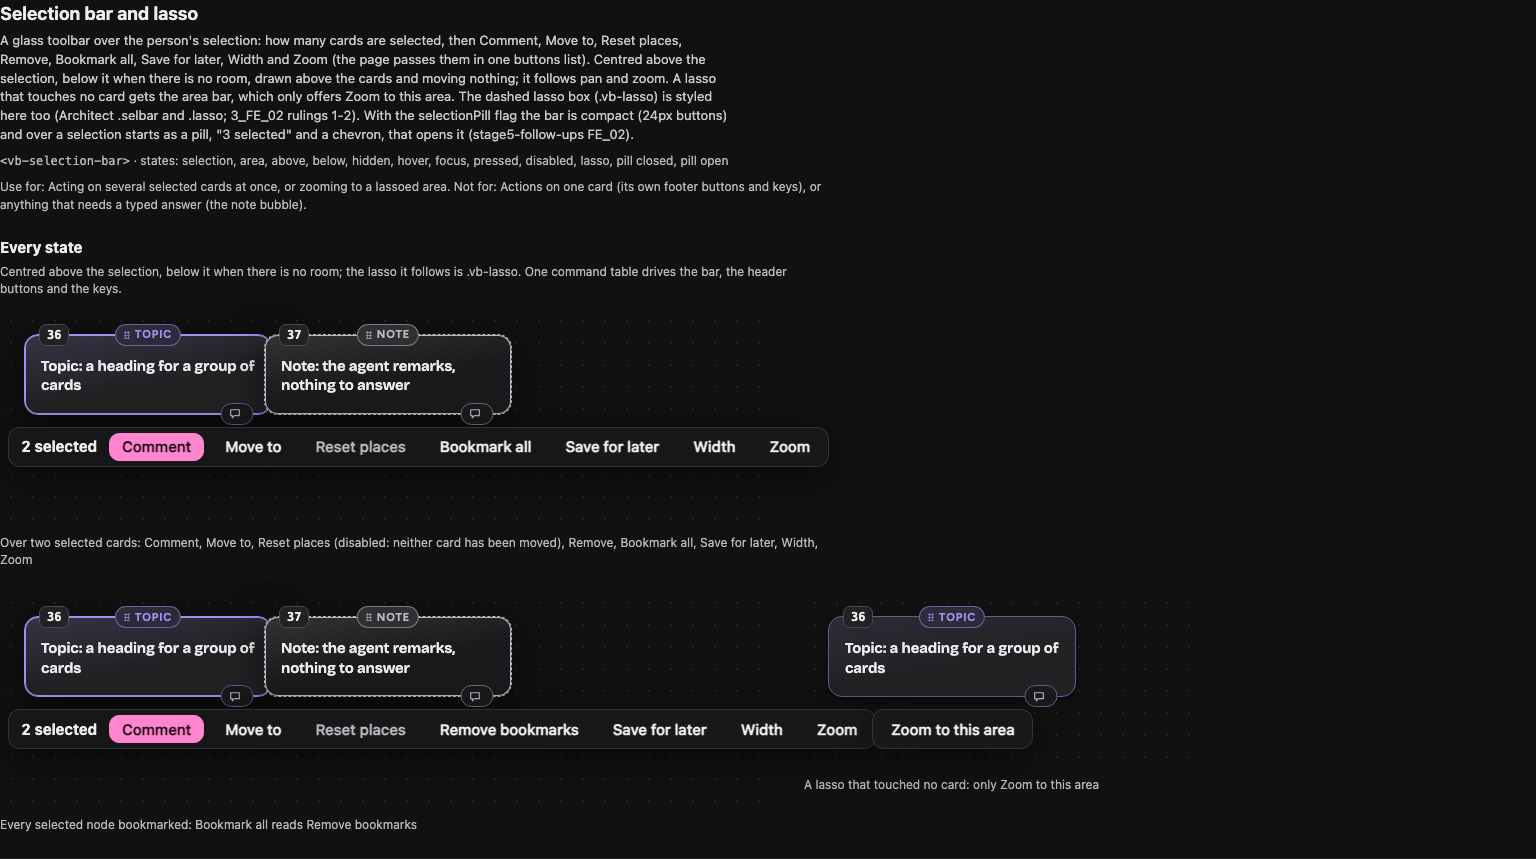 Selection bar and lasso
A glass toolbar over the person's selection: how many cards are selected, then Comment, Move to, Reset places,
Remove, Bookmark all, Save for later, Width and Zoom (the page passes them in one buttons list). Centred above the
selection, below it when there is no room, drawn above the cards and moving nothing; it follows pan and zoom. A lasso
that touches no card gets the area bar, which only offers Zoom to this area. The dashed lasso box (.vb-lasso) is styled
here too (Architect .selbar and .lasso; 3_FE_02 rulings 1-2). With the selectionPill flag the bar is compact (24px buttons)
and over a selection starts as a pill, "3 selected" and a chevron, that opens it (stage5-follow-ups FE_02).
<vb-selection-bar> · states: selection, area, above, below, hidden, hover, focus, pressed, disabled, lasso, pill closed, pill open
Use for: Acting on several selected cards at once, or zooming to a lassoed area. Not for: Actions on one card (its own footer buttons and keys), or
anything that needs a typed answer (the note bubble).
Every state
Centred above the selection, below it when there is no room; the lasso it follows is .vb-lasso. One command table drives the bar, the header
buttons and the keys.
36 TOPIC 37 NOTE
Topic: a heading for a group of cards
Note: the agent remarks, nothing to answer
2 selected Comment Move to Reset places Bookmark all Save for later Width Zoom
Over two selected cards: Comment, Move to, Reset places (disabled: neither card has been moved), Remove, Bookmark all, Save for later, Width,
Zoom
36 TOPIC 37 NOTE 36 TOPIC
Topic: a heading for a group of cards
Note: the agent remarks, nothing to answer
Topic: a heading for a group of cards
2 selected Comment Move to Reset places Remove bookmarks Save for later Width Zoom Zoom to this area
A lasso that touched no card: only Zoom to this area
Every selected node bookmarked: Bookmark all reads Remove bookmarks